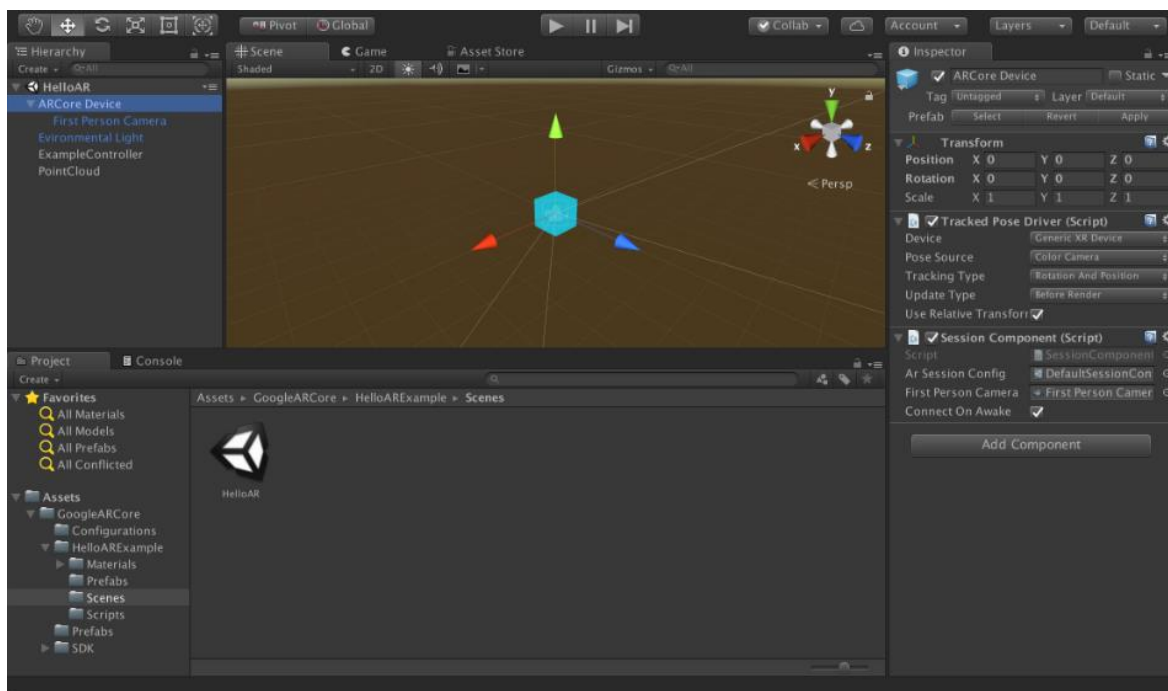 Pivot Global Collab Account Layers Default
Hierarchy
Create All
HelloAR
ARCore Device
First Person Camera
Evironmental Light
ExampleController
PointCloud
Scene Game Asset Store
Shaded 2D Gizmos All
y
x z
Persp
Inspector
ARCore Device Static
Tag Untagged Layer Default
Prefab Select Revert Apply
Transform
Position X 0 Y 0 Z 0
Rotation X 0 Y 0 Z 0
Scale X 1 Y 1 Z 1
Tracked Pose Driver (Script)
Device Generic XR Device
Pose Source Color Camera
Tracking Type Rotation And Position
Update Type Before Render
Use Relative Transforr
Session Component (Script)
Script SessionComponent
Ar Session Config DefaultSessionCon
First Person Camera First Person Camer
Connect On Awake
Add Component
Project Console
Create
Favorites
All Materials
All Models
All Prefabs
All Conflicted
Assets
GoogleARCore
Configurations
HelloARExample
Materials
Prefabs
Scenes
Scripts
Prefabs
SDK
Assets GoogleARCore HelloARExample Scenes
HelloAR